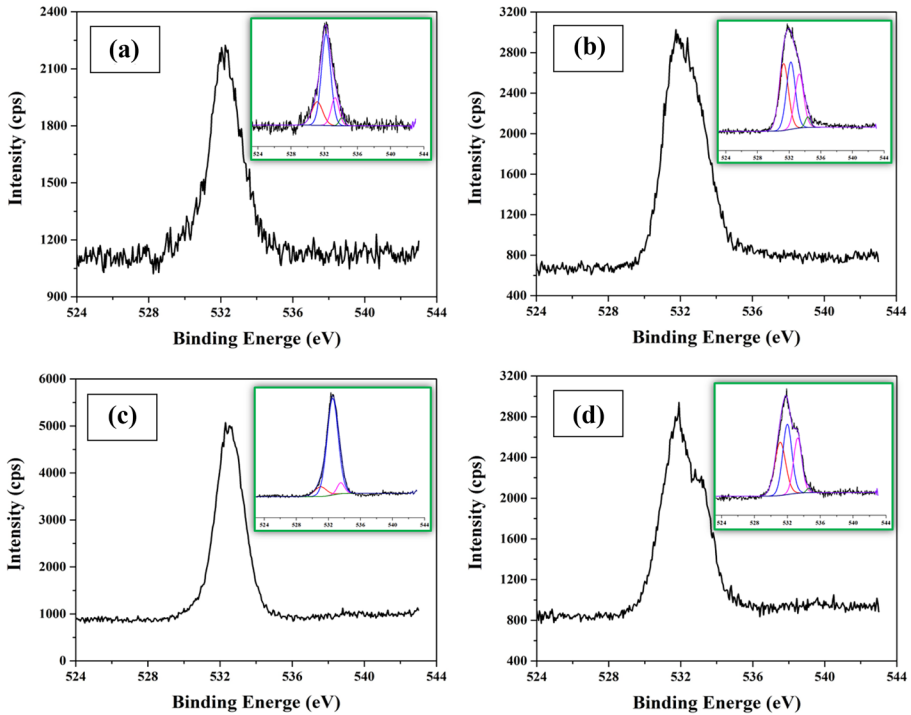 (a)
2400
2100
1800
1500
1200
900
Intensity (cps)
524 528 532 536 540 544
Binding Energe (eV)
524 528 532 536 540 544
(b)
3200
2800
2400
2000
1600
1200
800
400
Intensity (cps)
524 528 532 536 540 544
Binding Energe (eV)
524 528 532 536 540 544
(c)
6000
5000
4000
3000
2000
1000
0
Intensity (cps)
524 528 532 536 540 544
Binding Energe (eV)
524 528 532 536 540 544
(d)
3200
2800
2400
2000
1600
1200
800
400
Intensity (cps)
524 528 532 536 540 544
Binding Energe (eV)
524 528 532 536 540 544